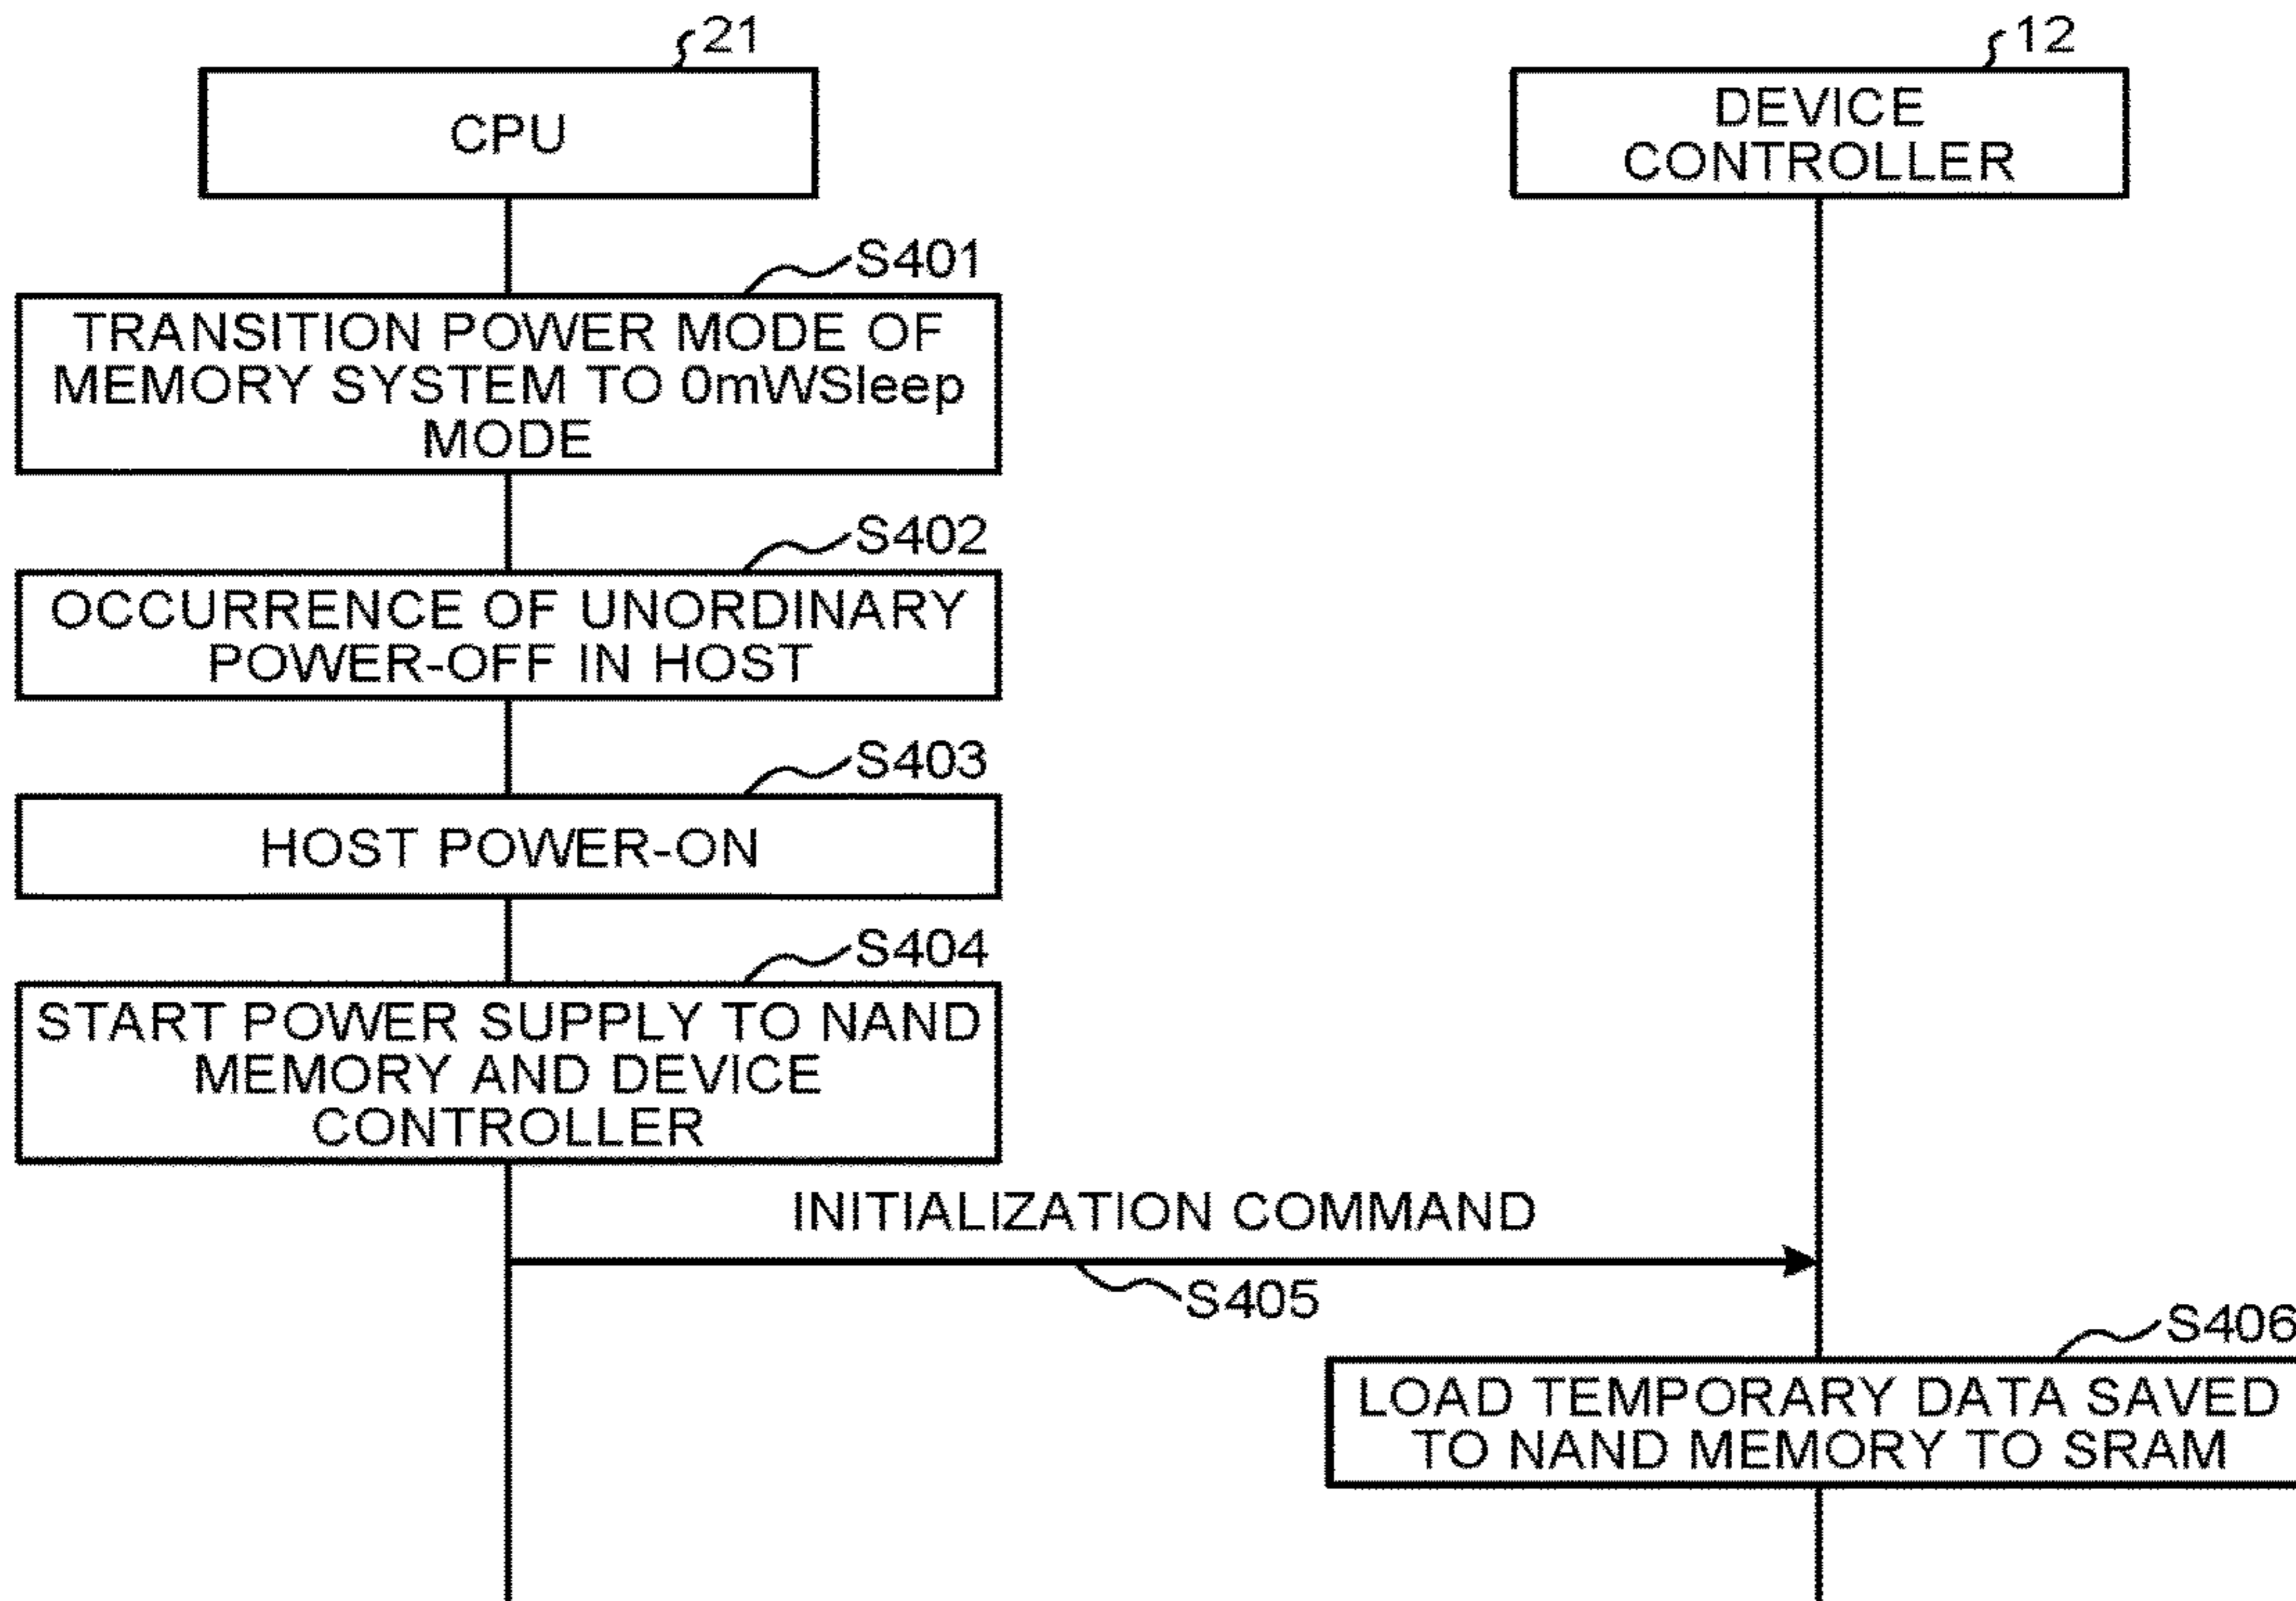 21
CPU
12
DEVICE
CONTROLLER
S401
TRANSITION POWER MODE OF
MEMORY SYSTEM TO 0mWSleep
MODE
S402
OCCURRENCE OF UNORDINARY
POWER-OFF IN HOST
S403
HOST POWER-ON
S404
START POWER SUPPLY TO NAND
MEMORY AND DEVICE
CONTROLLER
INITIALIZATION COMMAND
S405
S406
LOAD TEMPORARY DATA SAVED
TO NAND MEMORY TO SRAM